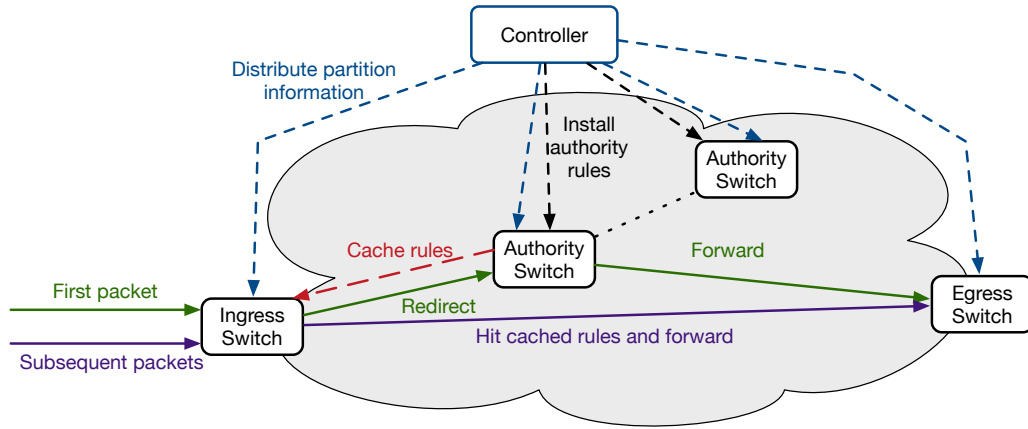 Controller
Distribute partition
information
Install
authority
rules
Authority
Switch
Cache rules
Authority
Switch
Forward
First packet
Redirect
Ingress
Switch
Egress
Switch
Hit cached rules and forward
Subsequent packets